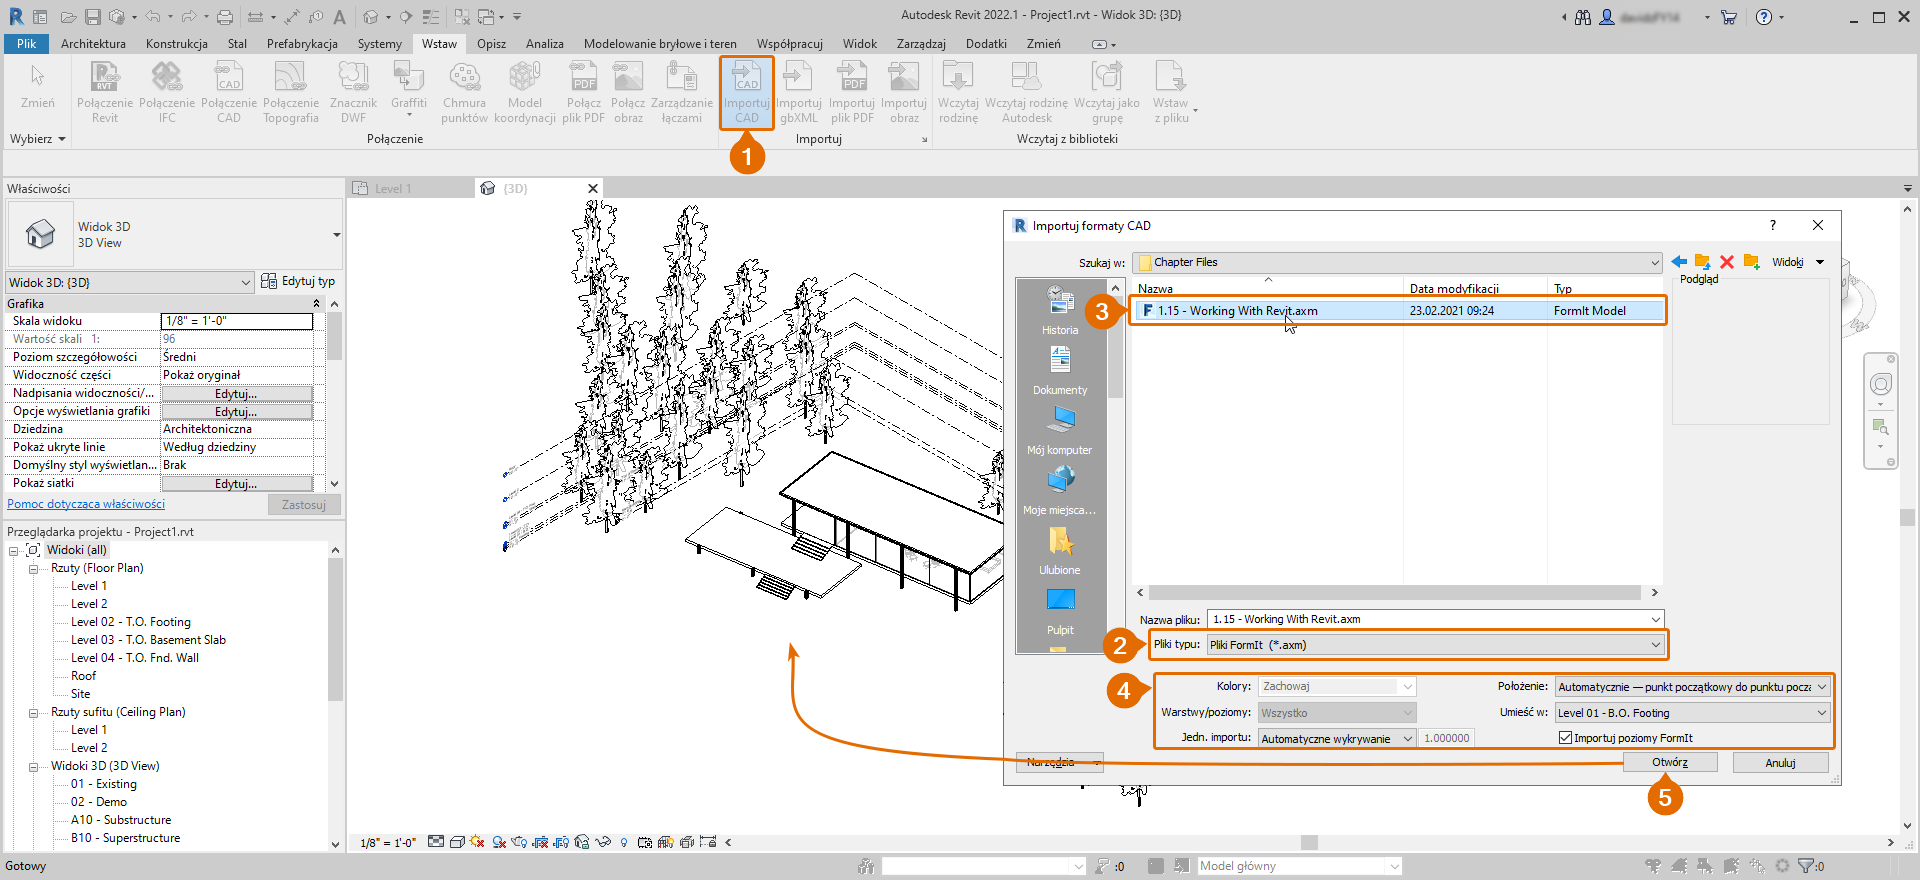 Autodesk Revit 2022.1 - Project1.rvt - Widok 3D: {3D}
Plik Architektura Konstrukcja Stal Prefabrykacja Systemy Wstaw Opisz Analiza Modelowanie bryłowe i teren Współpracuj Widok Zarządzaj Dodatki Zmień
Zmień
Połączenie Revit
Połączenie IFC
Połączenie CAD
Połączenie Topografia
Znacznik DWF
Graffiti
Chmura punktów
Model koordynacji
Połącz plik PDF
Połącz obraz
Zarządzanie łączami
Importuj CAD
Importuj gbXML
Importuj plik PDF
Importuj obraz
Wczytaj rodzinę
Wczytaj rodzinę Autodesk
Wczytaj jako grupę
Wstaw z pliku
Wybierz Połączenie Importuj Wczytaj z biblioteki
1
Właściwości
Widok 3D
3D View
Widok 3D: {3D} Edytuj typ
Grafika
Skala widoku 1/8" = 1'-0"
Wartość skali 1: 96
Poziom szczegółowości Średni
Widoczność części Pokaż oryginał
Nadpisania widoczności/... Edytuj...
Opcje wyświetlania grafiki Edytuj...
Dziedzina Architektoniczna
Pokaż ukryte linie Według dziedziny
Domyślny styl wyświetlan... Brak
Pokaż siatki Edytuj...
Pomoc dotycząca właściwości Zastosuj
Przeglądarka projektu - Project1.rvt
Widoki (all)
Rzuty (Floor Plan)
Level 1
Level 2
Level 02 - T.O. Footing
Level 03 - T.O. Basement Slab
Level 04 - T.O. Fnd. Wall
Roof
Site
Rzuty sufitu (Ceiling Plan)
Level 1
Level 2
Widoki 3D (3D View)
01 - Existing
02 - Demo
A10 - Substructure
B10 - Superstructure
Level 1 {3D}
Importuj formaty CAD
Szukaj w: Chapter Files Widoki
Podgląd
Nazwa Data modyfikacji Typ
3
1.15 - Working With Revit.axm 23.02.2021 09:24 FormIt Model
Historia
Dokumenty
Mój komputer
Moje miejsca...
Ulubione
Pulpit
Nazwa pliku: 1.15 - Working With Revit.axm
2
Pliki typu: Pliki FormIt (*.axm)
4
Kolory: Zachowaj
Warstwy/poziomy: Wszystko
Jedn. importu: Automatyczne wykrywanie 1.000000
Położenie: Automatycznie — punkt początkowy do punktu pocza
Umieść w: Level 01 - B.O. Footing
Importuj poziomy FormIt
Narzędzia Otwórz Anuluj
5
1/8" = 1'-0"
Gotowy :0 Model główny :0